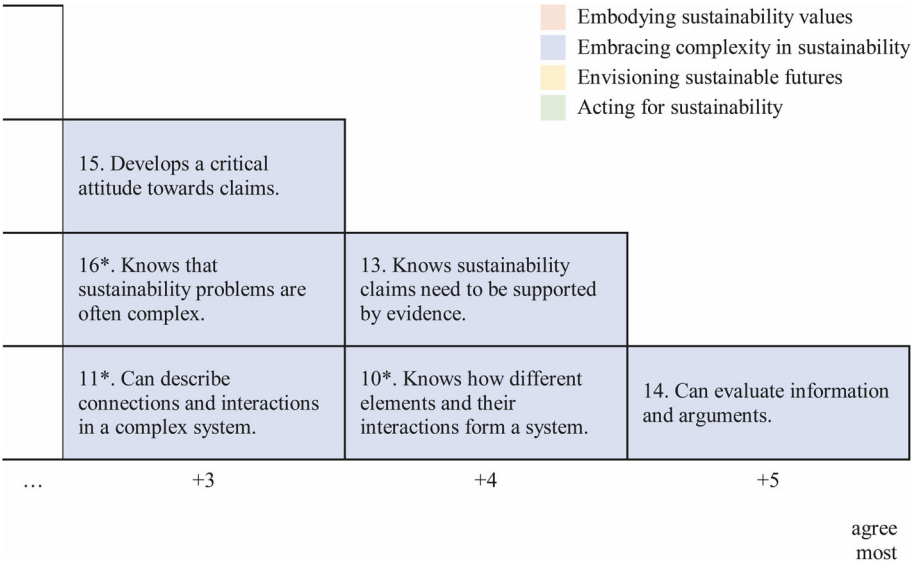 Embodying sustainability values
Embracing complexity in sustainability
Envisioning sustainable futures
Acting for sustainability
15. Develops a critical
attitude towards claims.
16*. Knows that
sustainability problems are
often complex.
13. Knows sustainability
claims need to be supported
by evidence.
11*. Can describe
connections and interactions
in a complex system.
10*. Knows how different
elements and their
interactions form a system.
14. Can evaluate information
and arguments.
...
+3
+4
+5
agree
most